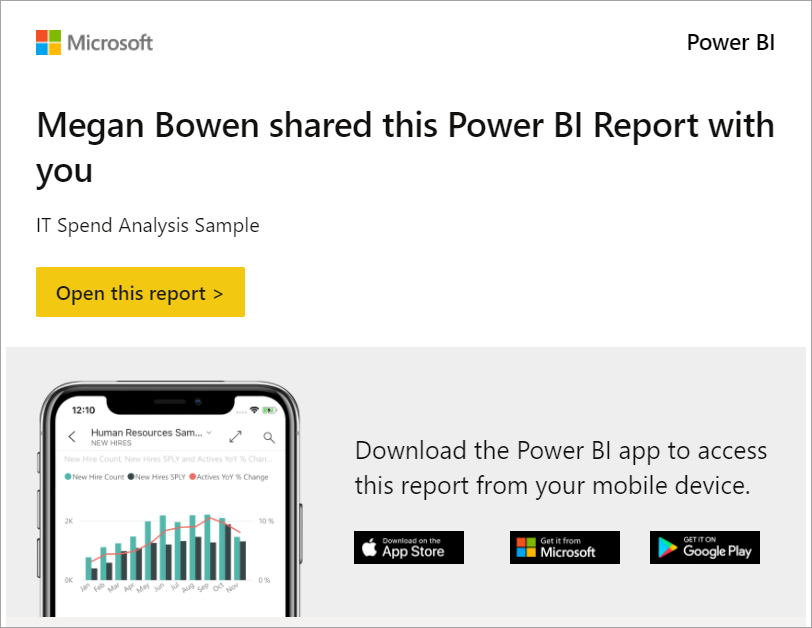 Microsoft
Power BI
Megan Bowen shared this Power BI Report with
you
IT Spend Analysis Sample
Open this report >
12:10
Human Resources Sam...
NEW HIRES
New Hire Count, New Hires SPLY and Actives YoY % Chan...
New Hire Count New Hires SPLY Actives YoY % Change
2K
10 %
0K
0 %
Jan Feb Mar Apr May Jun Jul Aug Sep Oct Nov
Download the Power BI app to access
this report from your mobile device.
Download on the
App Store
Get it from
Microsoft
GET IT ON
Google Play